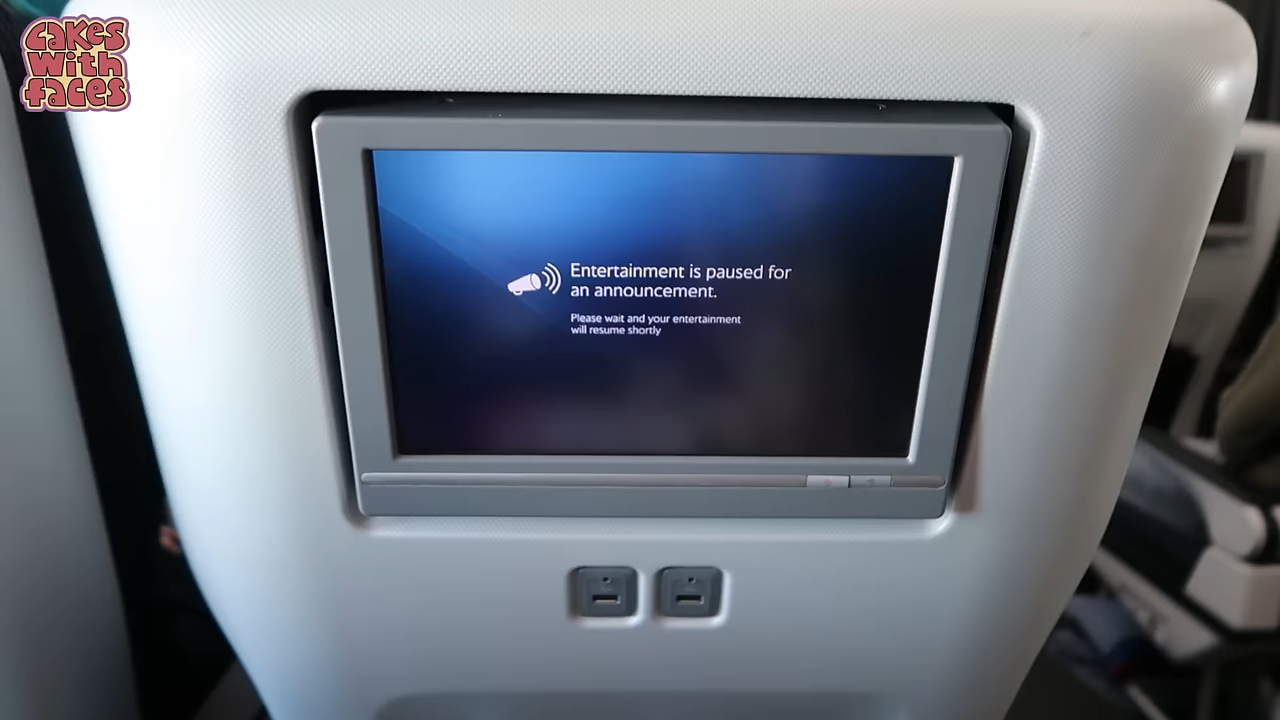 Cakes
With
faces
Entertainment is paused for
an announcement.
Please wait and your entertainment
will resume shortly